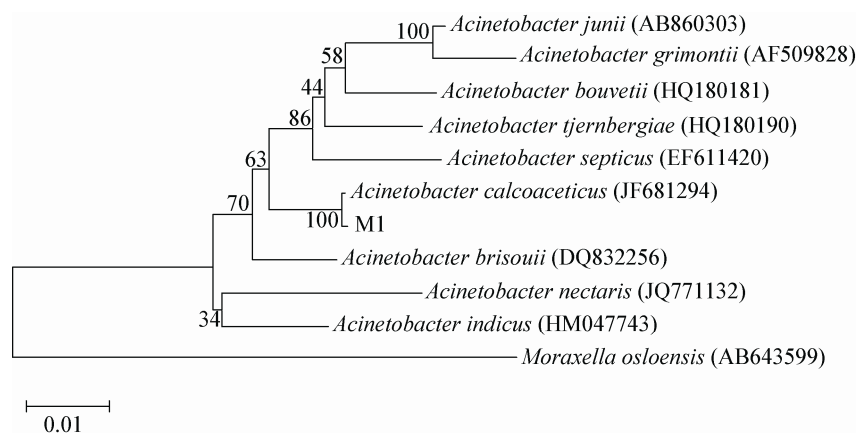 100 Acinetobacter junii (AB860303)
Acinetobacter grimontii (AF509828)
58
Acinetobacter bouvetii (HQ180181)
44
86 Acinetobacter tjernbergiae (HQ180190)
Acinetobacter septicus (EF611420)
63
Acinetobacter calcoaceticus (JF681294)
70
100 M1
Acinetobacter brisouii (DQ832256)
Acinetobacter nectaris (JQ771132)
34 Acinetobacter indicus (HM047743)
Moraxella osloensis (AB643599)
0.01